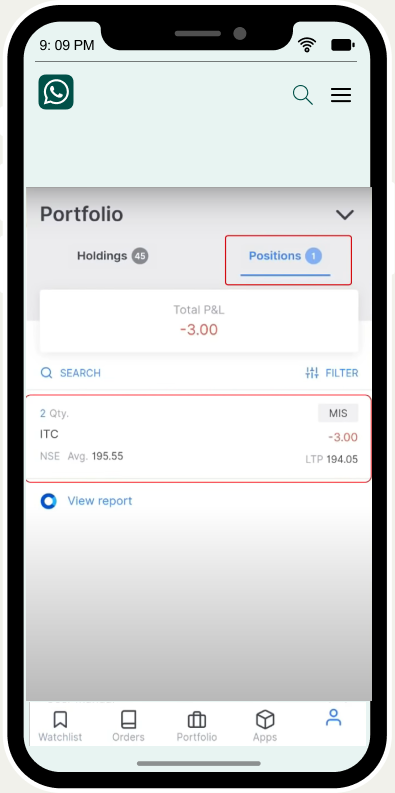 9: 09 PM
Portfolio
Holdings 45
Positions 1
Total P&L
-3.00
SEARCH
FILTER
2 Qty.
MIS
ITC
-3.00
NSE Avg. 195.55
LTP 194.05
View report
Watchlist
Orders
Portfolio
Apps